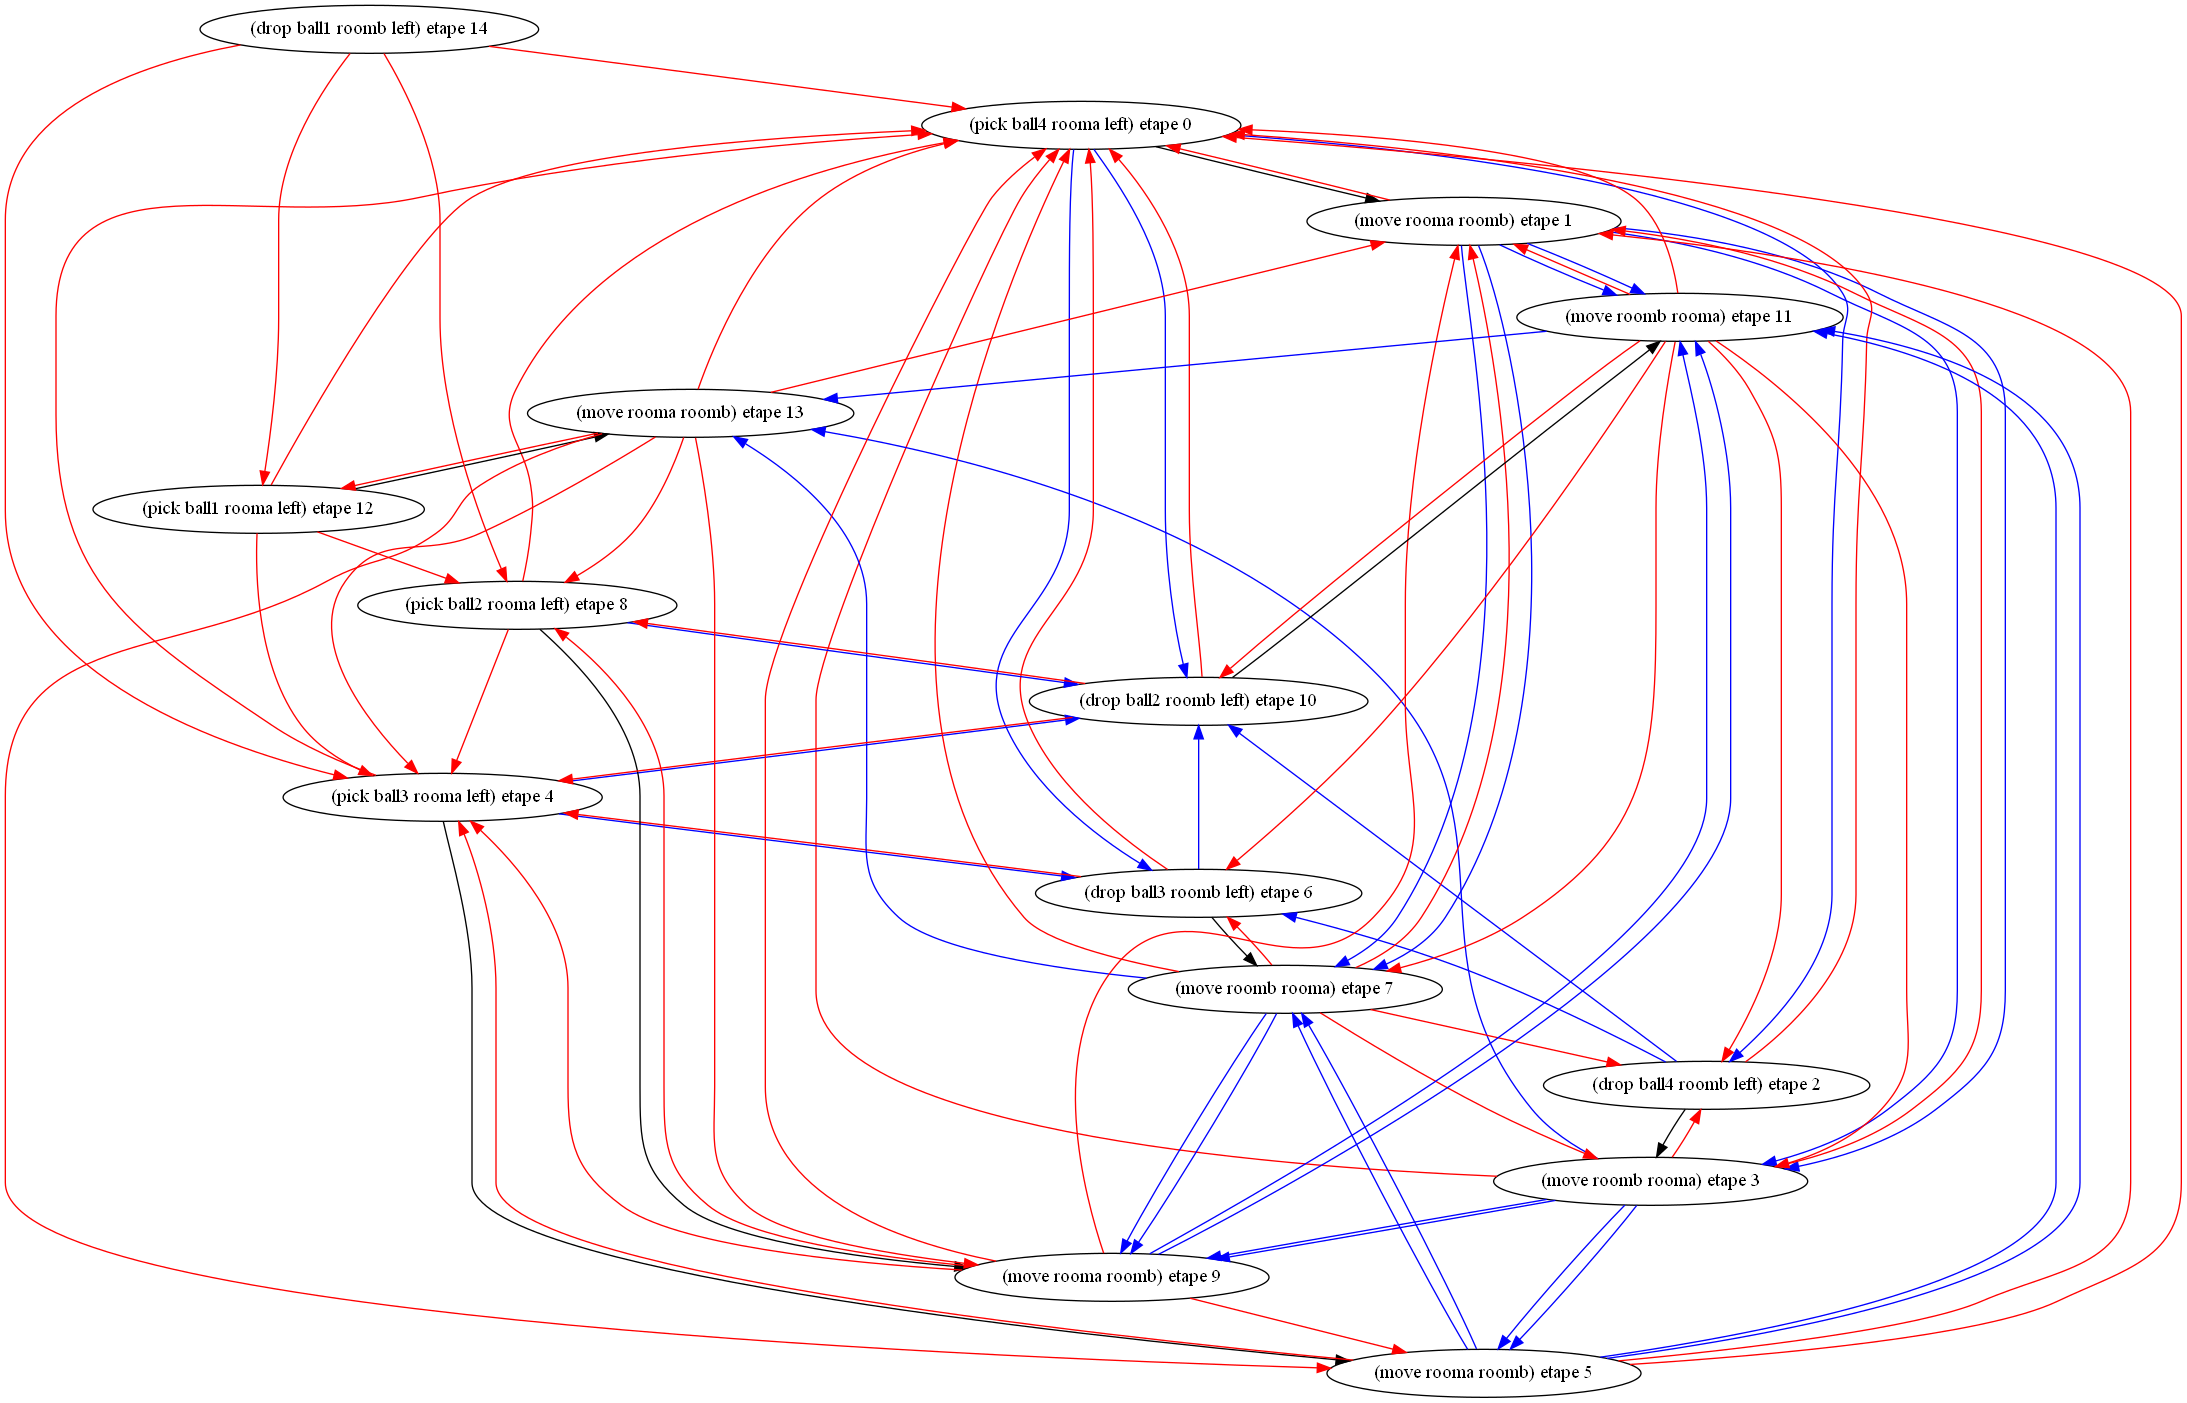 (drop ball1 roomb left) etape 14
(pick ball4 rooma left) etape 0
(move rooma roomb) etape 1
(move roomb rooma) etape 11
(move rooma roomb) etape 13
(pick ball1 rooma left) etape 12
(pick ball2 rooma left) etape 8
(drop ball2 roomb left) etape 10
(pick ball3 rooma left) etape 4
(drop ball3 roomb left) etape 6
(move roomb rooma) etape 7
(drop ball4 roomb left) etape 2
(move roomb rooma) etape 3
(move rooma roomb) etape 9
(move rooma roomb) etape 5